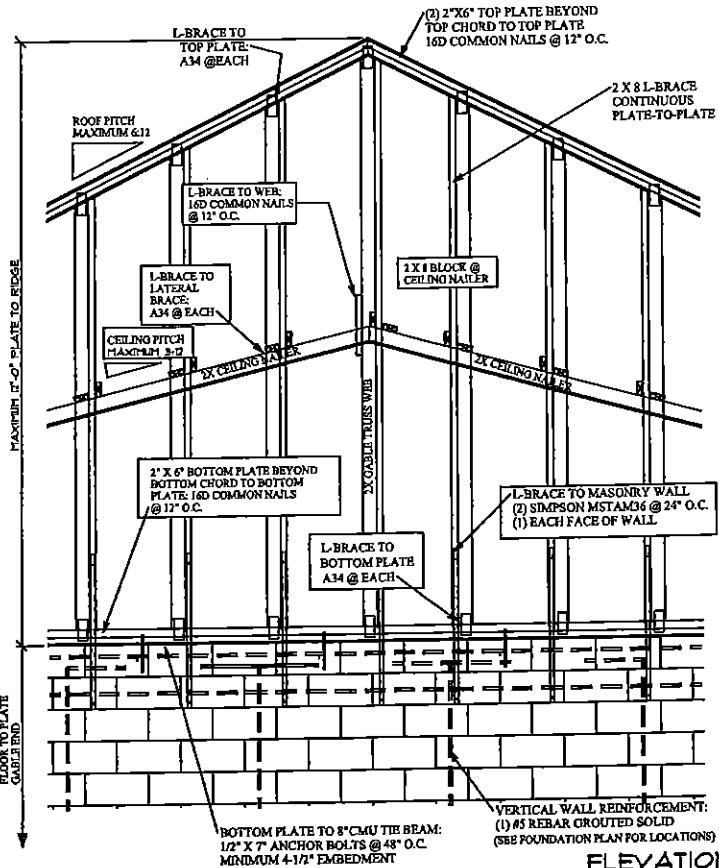 (2) 2"X6" TOP PLATE BEYOND
TOP CHORD TO TOP PLATE
16D COMMON NAILS @ 12" O.C.
L-BRACE TO
TOP PLATE:
A34 @EACH
2 X 8 L-BRACE
CONTINUOUS
PLATE-TO-PLATE
ROOF PITCH
MAXIMUM 6:12
L-BRACE TO WEB:
16D COMMON NAILS
@ 12" O.C.
L-BRACE TO
LATERAL
BRACE:
A34 @ EACH
2 X 8 BLOCK @
CEILING NAILER
CEILING PITCH
MAXIMUM 3:12
2X CEILING NAILER
2X CEILING NAILER
MAXIMUM 12'-0" PLATE TO RIDGE
2X GABLE TRUSS WEB
2" X 6" BOTTOM PLATE BEYOND
BOTTOM CHORD TO BOTTOM
PLATE: 16D COMMON NAILS
@ 12" O.C.
L-BRACE TO MASONRY WALL
(2) SIMPSON MSTAM36 @ 24" O.C.
(1) EACH FACE OF WALL
L-BRACE TO
BOTTOM PLATE
A34 @ EACH
FLOOR TO PLATE
GABLE END
BOTTOM PLATE TO 8"CMU TIE BEAM:
1/2" X 7" ANCHOR BOLTS @ 48" O.C.
MINIMUM 4-1/2" EMBEDMENT
VERTICAL WALL REINFORCEMENT:
(1) #5 REBAR GROUTED SOLID
(SEE FOUNDATION PLAN FOR LOCATIONS)
ELEVATIO